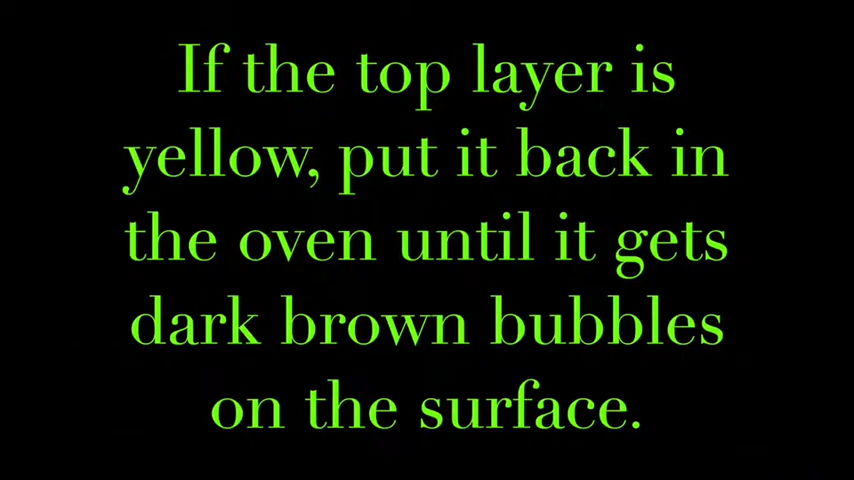 If the top layer is
yellow, put it back in
the oven until it gets
dark brown bubbles
on the surface.